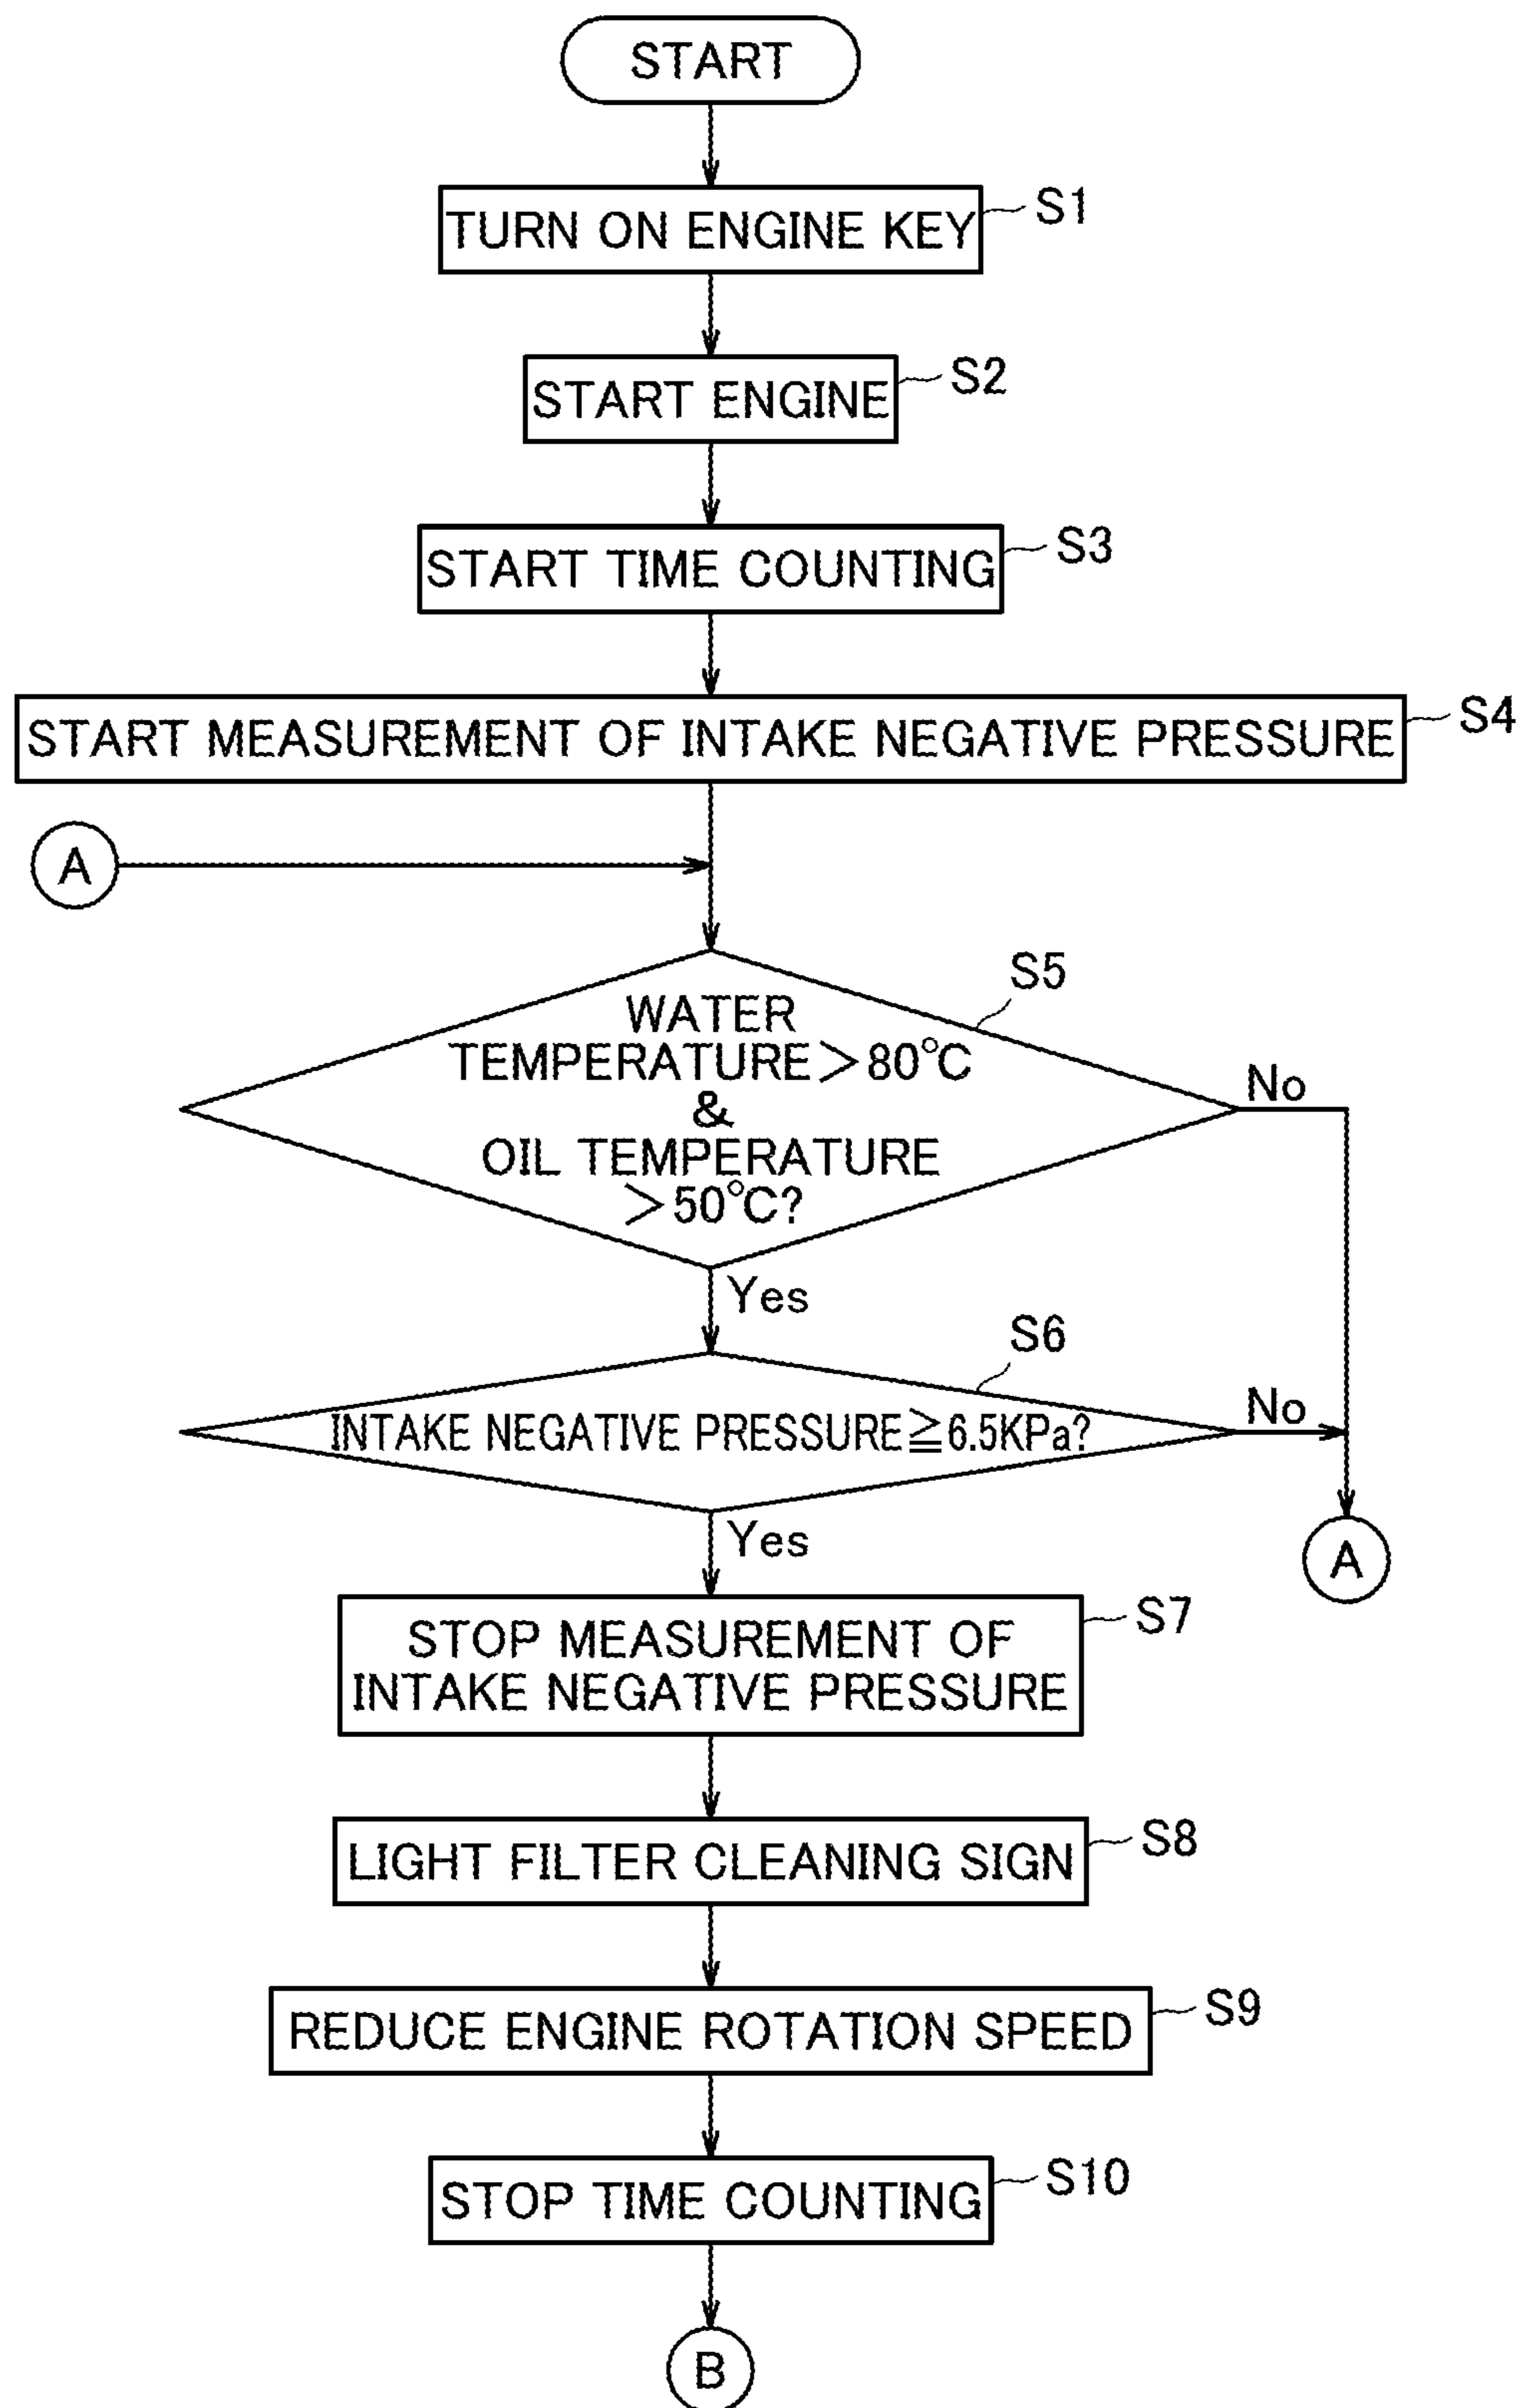 START
TURN ON ENGINE KEY
S1
START ENGINE
S2
START TIME COUNTING
S3
START MEASUREMENT OF INTAKE NEGATIVE PRESSURE
S4
A
S5
WATER
TEMPERATURE>80°C
&
OIL TEMPERATURE
>50°C?
No
Yes
S6
INTAKE NEGATIVE PRESSURE≧6.5KPa?
No
Yes
A
STOP MEASUREMENT OF
INTAKE NEGATIVE PRESSURE
S7
LIGHT FILTER CLEANING SIGN
S8
REDUCE ENGINE ROTATION SPEED
S9
STOP TIME COUNTING
S10
B